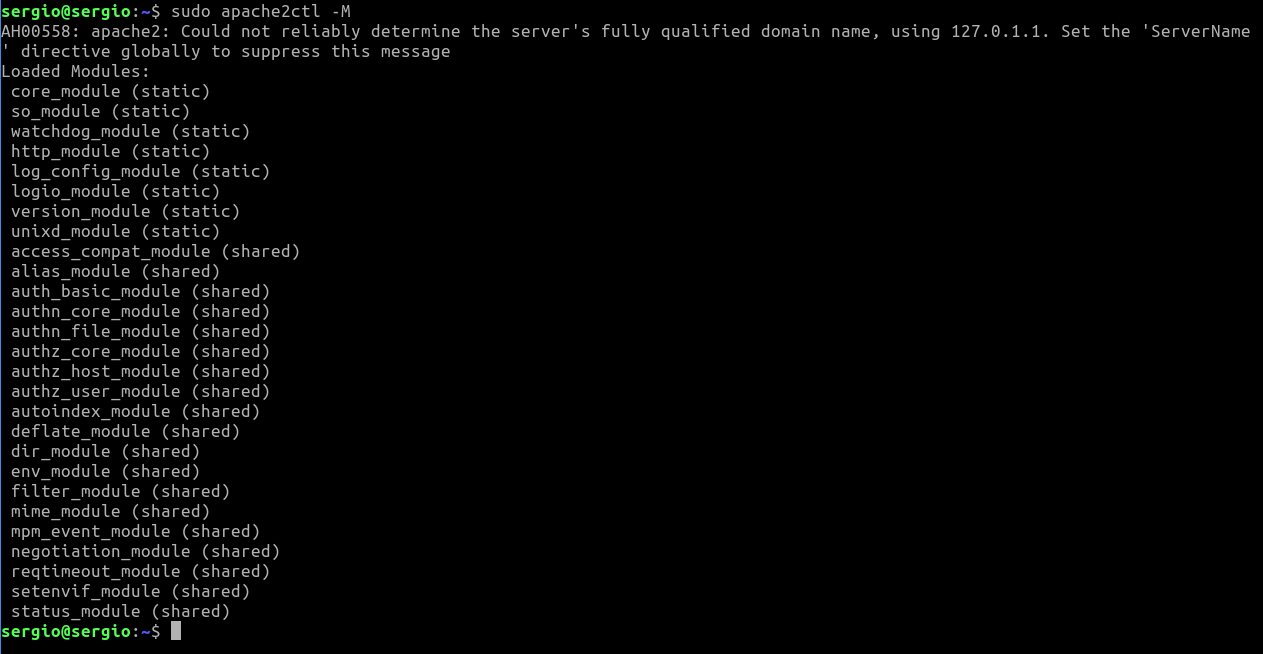 sergio@sergio:~$ sudo apache2ctl -M
AH00558: apache2: Could not reliably determine the server's fully qualified domain name, using 127.0.1.1. Set the 'ServerName
' directive globally to suppress this message
Loaded Modules:
 core_module (static)
 so_module (static)
 watchdog_module (static)
 http_module (static)
 log_config_module (static)
 logio_module (static)
 version_module (static)
 unixd_module (static)
 access_compat_module (shared)
 alias_module (shared)
 auth_basic_module (shared)
 authn_core_module (shared)
 authn_file_module (shared)
 authz_core_module (shared)
 authz_host_module (shared)
 authz_user_module (shared)
 autoindex_module (shared)
 deflate_module (shared)
 dir_module (shared)
 env_module (shared)
 filter_module (shared)
 mime_module (shared)
 mpm_event_module (shared)
 negotiation_module (shared)
 reqtimeout_module (shared)
 setenvif_module (shared)
 status_module (shared)
sergio@sergio:~$